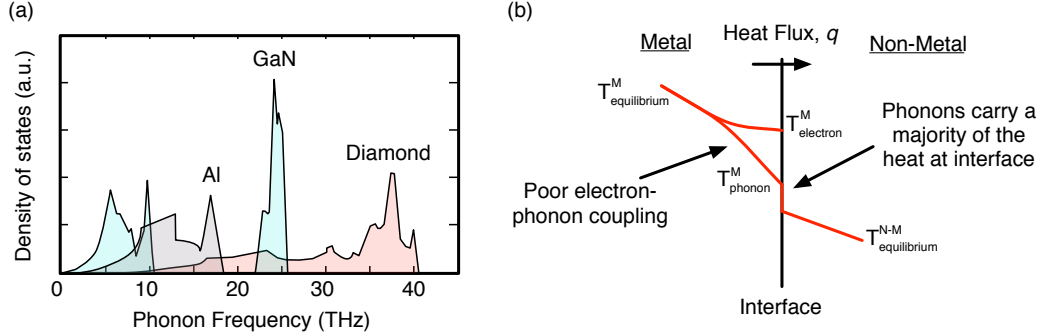 (a)
GaN
Al
Diamond
Density of states (a.u.)
0
10
20
30
40
Phonon Frequency (THz)
(b)
Heat Flux, q
Metal
Non-Metal
T^M_equilibrium
T^M_electron
Phonons carry a
majority of the
heat at interface
T^M_phonon
Poor electron-
phonon coupling
T^N-M_equilibrium
Interface